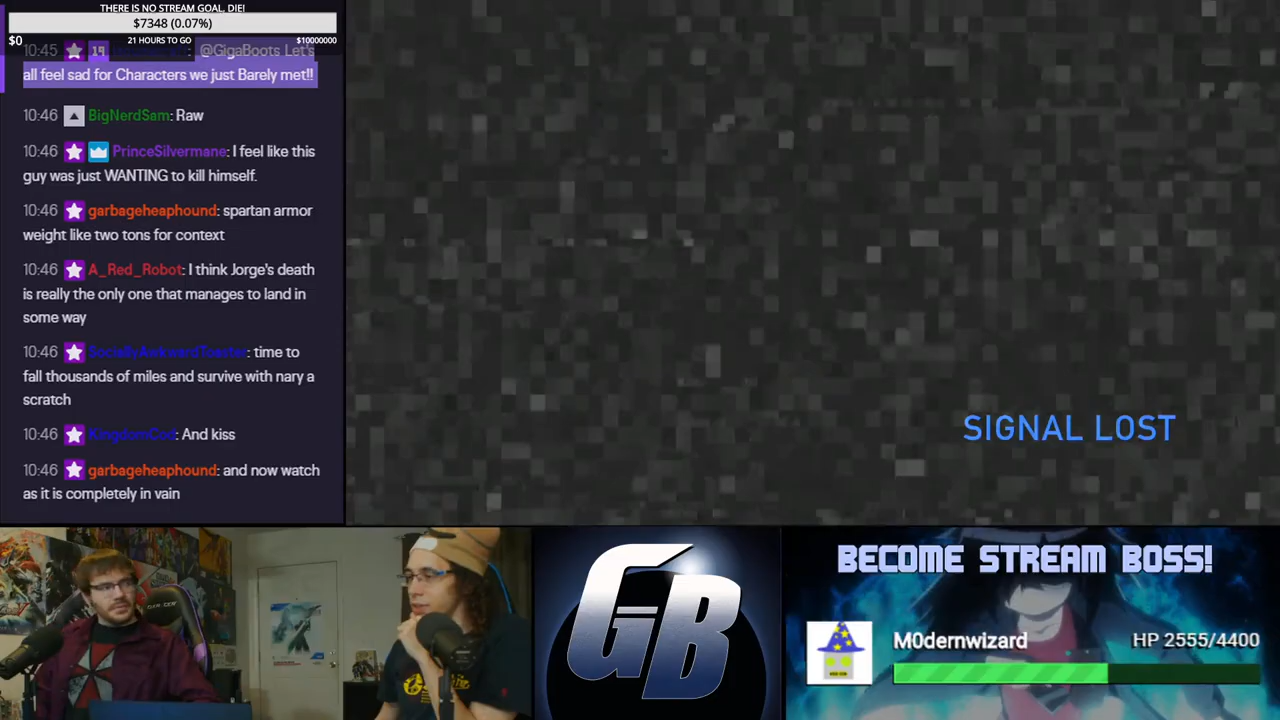 THERE IS NO STREAM GOAL, DIE!
$7348 (0.07%)
$0
21 HOURS TO GO
$10000000
10:45 19 : @GigaBoots Let's
all feel sad for Characters we just Barely met!!
10:46 BigNerdSam: Raw
10:46 PrinceSilvermane: I feel like this
guy was just WANTING to kill himself.
10:46 garbageheaphound: spartan armor
weight like two tons for context
10:46 A_Red_Robot: I think Jorge's death
is really the only one that manages to land in
some way
10:46 SociallyAwkwardToaster: time to
fall thousands of miles and survive with nary a
scratch
10:46 KingdomCod: And kiss
10:46 garbageheaphound: and now watch
as it is completely in vain
SIGNAL LOST
GB
BECOME STREAM BOSS!
M0dernwizard
HP 2555/4400